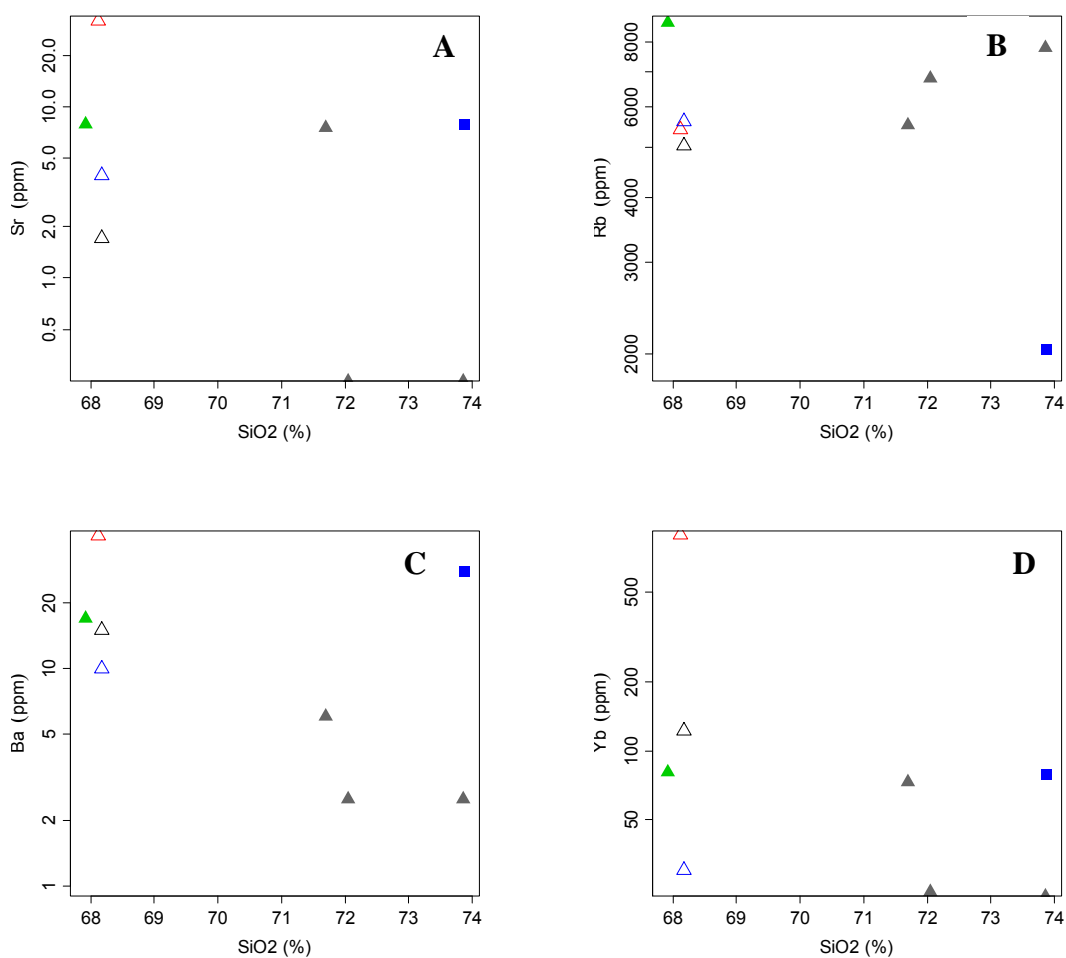 A
Sr (ppm)
20.0
10.0
5.0
2.0
1.0
0.5
68 69 70 71 72 73 74
SiO2 (%)
B
Rb (ppm)
8000
6000
4000
3000
2000
68 69 70 71 72 73 74
SiO2 (%)
C
Ba (ppm)
20
10
5
2
1
68 69 70 71 72 73 74
SiO2 (%)
D
Yb (ppm)
500
200
100
50
68 69 70 71 72 73 74
SiO2 (%)